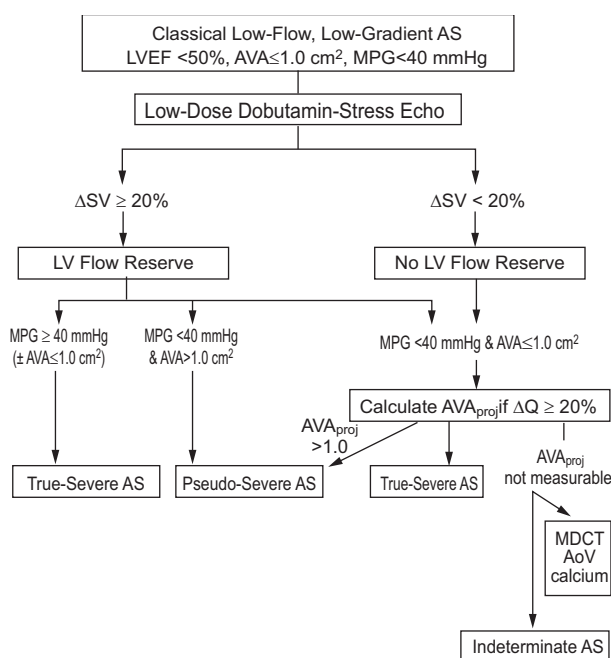 Classical Low-Flow, Low-Gradient AS
LVEF <50%, AVA≤1.0 cm², MPG<40 mmHg
Low-Dose Dobutamin-Stress Echo
ΔSV ≥ 20%
ΔSV < 20%
LV Flow Reserve
No LV Flow Reserve
MPG ≥ 40 mmHg
(± AVA≤1.0 cm²)
MPG <40 mmHg
& AVA>1.0 cm²
MPG <40 mmHg & AVA≤1.0 cm²
Calculate AVAproj if ΔQ ≥ 20%
AVAproj
>1.0
AVAproj
not measurable
True-Severe AS
Pseudo-Severe AS
True-Severe AS
MDCT
AoV
calcium
Indeterminate AS